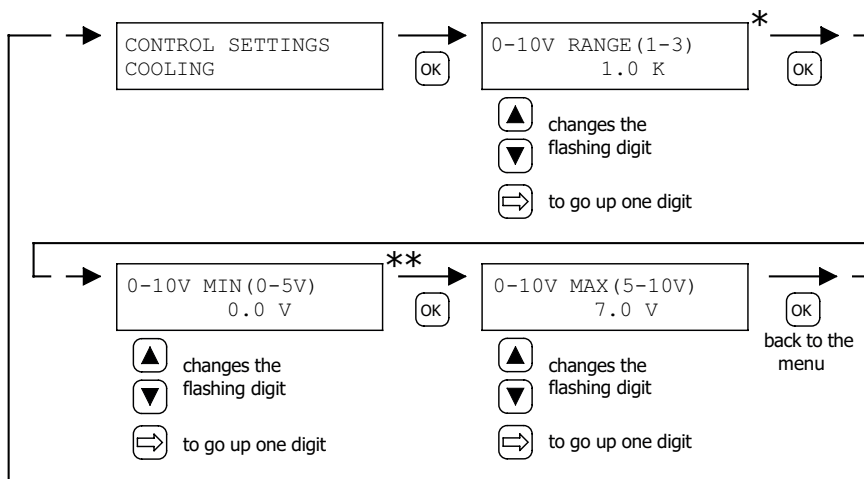 CONTROL SETTINGS
COOLING
OK
0-10V RANGE(1-3)
1.0 K
*
OK
changes the
flashing digit
to go up one digit
0-10V MIN(0-5V)
0.0 V
**
OK
0-10V MAX(5-10V)
7.0 V
OK
back to the
menu
changes the
flashing digit
to go up one digit
changes the
flashing digit
to go up one digit